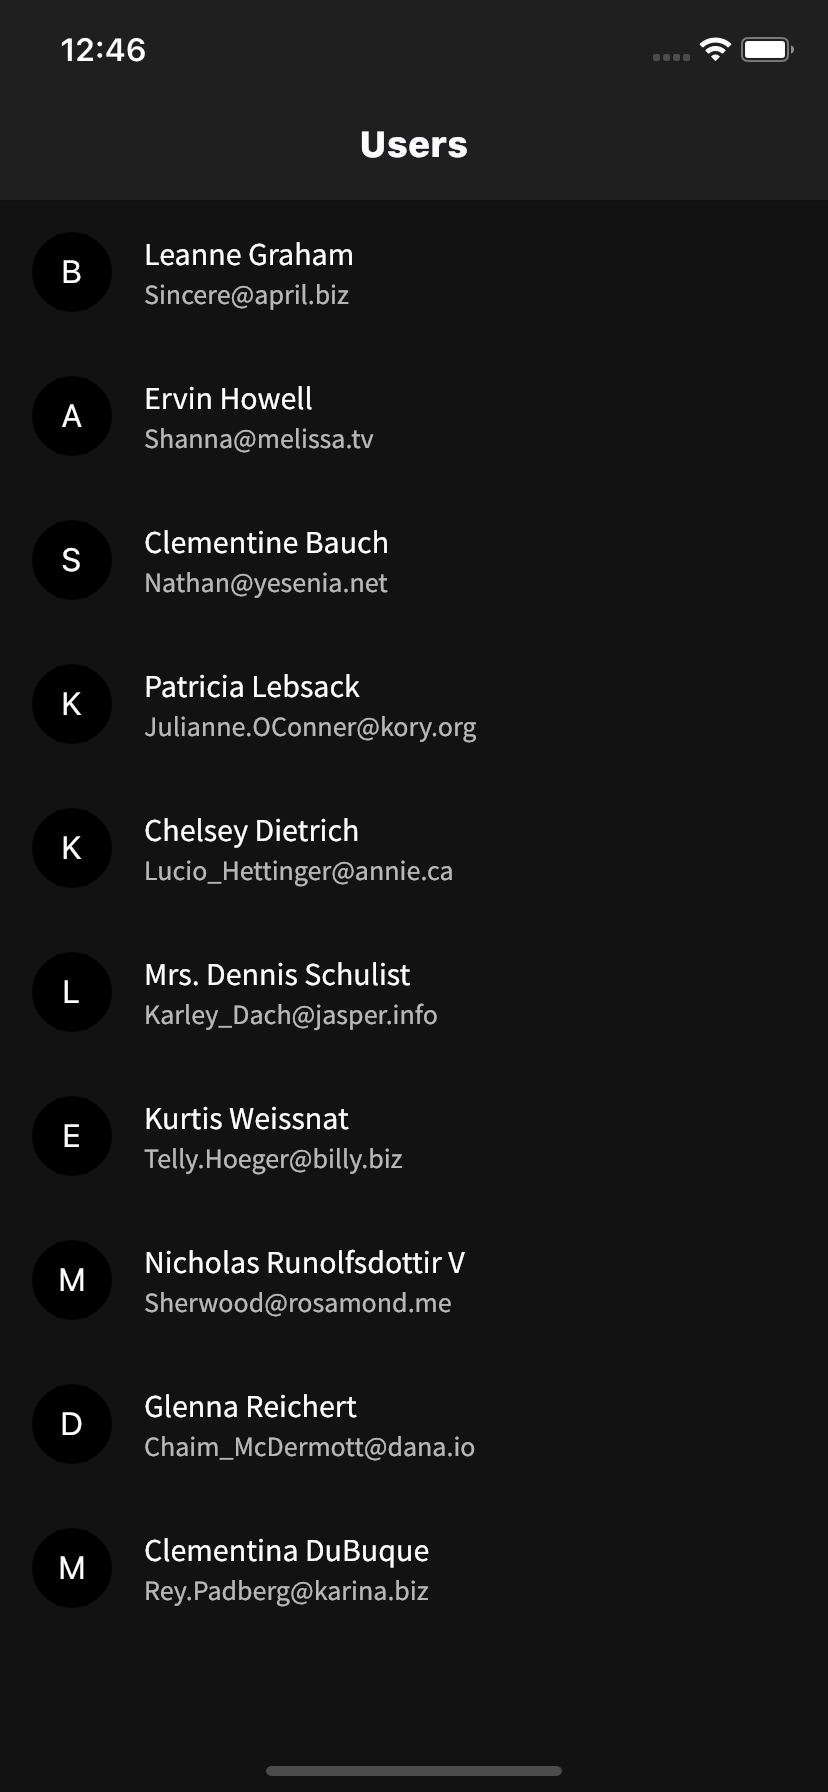 12:46
Users
B
Leanne Graham
Sincere@april.biz
A
Ervin Howell
Shanna@melissa.tv
S
Clementine Bauch
Nathan@yesenia.net
K
Patricia Lebsack
Julianne.OConner@kory.org
K
Chelsey Dietrich
Lucio_Hettinger@annie.ca
L
Mrs. Dennis Schulist
Karley_Dach@jasper.info
E
Kurtis Weissnat
Telly.Hoeger@billy.biz
M
Nicholas Runolfsdottir V
Sherwood@rosamond.me
D
Glenna Reichert
Chaim_McDermott@dana.io
M
Clementina DuBuque
Rey.Padberg@karina.biz